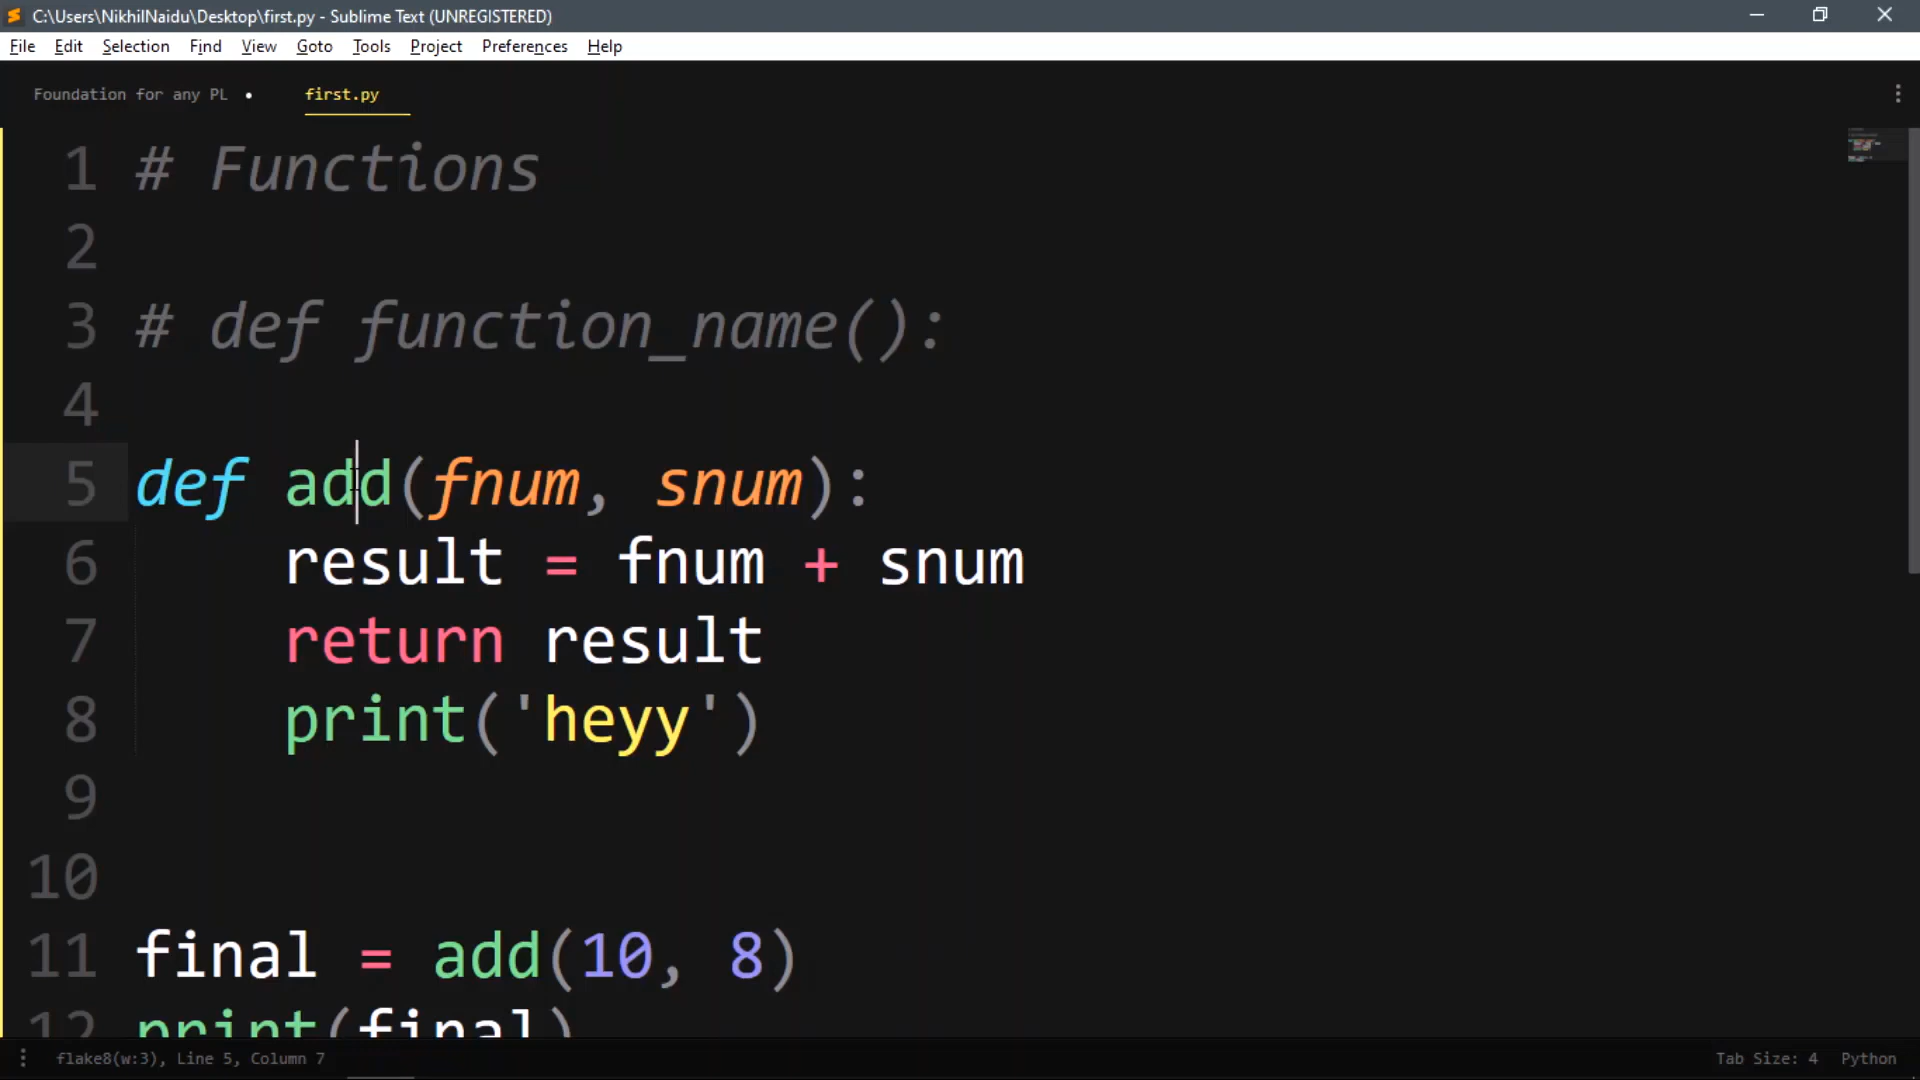 C:\Users\NikhilNaidu\Desktop\first.py - Sublime Text (UNREGISTERED)
File Edit Selection Find View Goto Tools Project Preferences Help
Foundation for any PL first.py
1 # Functions
2
3 # def function_name():
4
5 def add(fnum, snum):
6 result = fnum + snum
7 return result
8 print('heyy')
9
10
11 final = add(10, 8)
12 print(final)
flake8(w:3), Line 5, Column 7 Tab Size: 4 Python